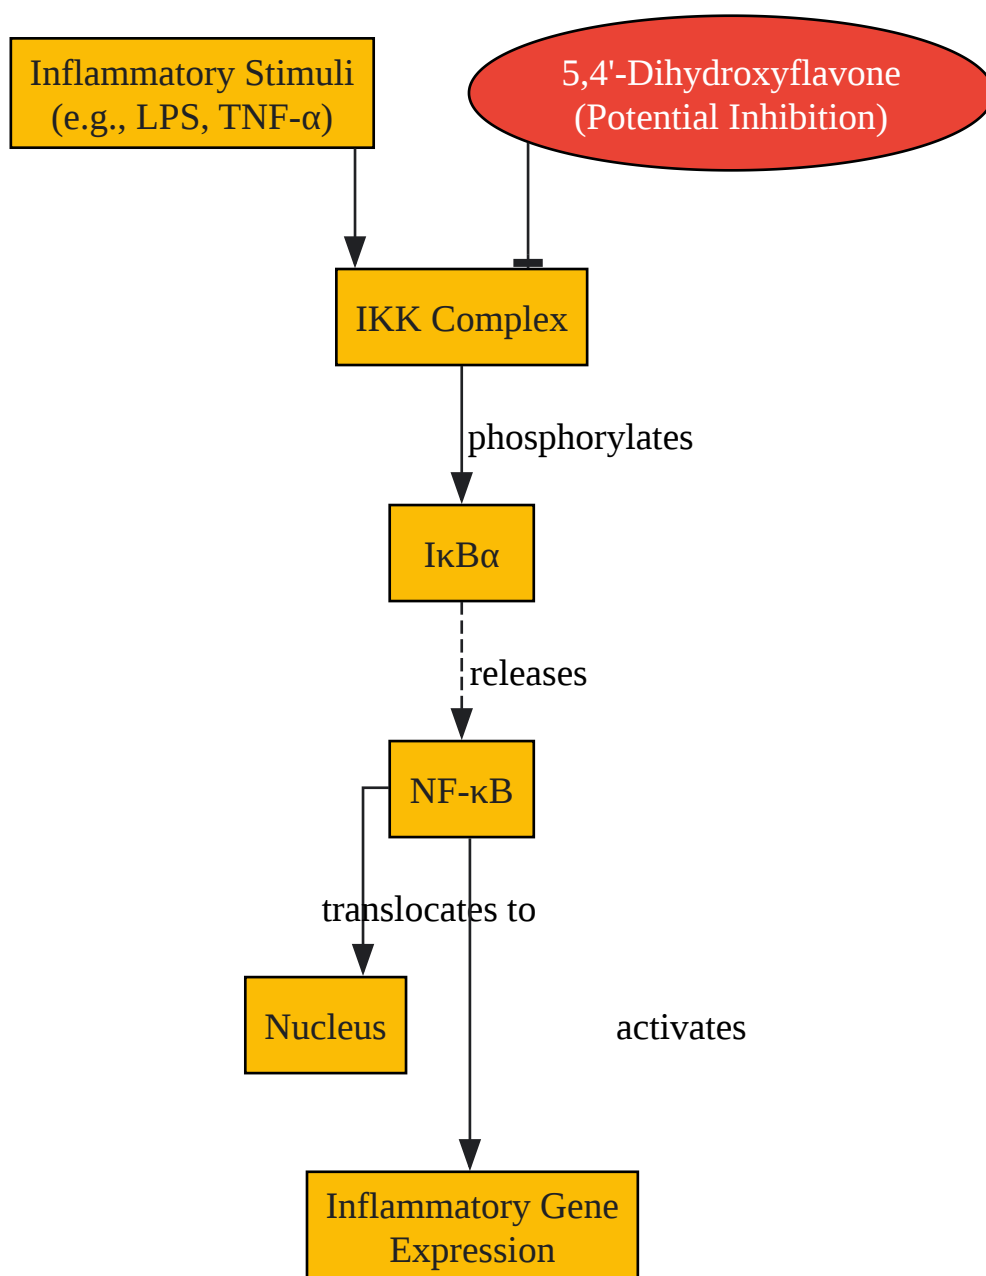 Inflammatory Stimuli
(e.g., LPS, TNF-α)
5,4'-Dihydroxyflavone
(Potential Inhibition)
IKK Complex
phosphorylates
IκBα
releases
NF-κB
translocates to
Nucleus
activates
Inflammatory Gene
Expression